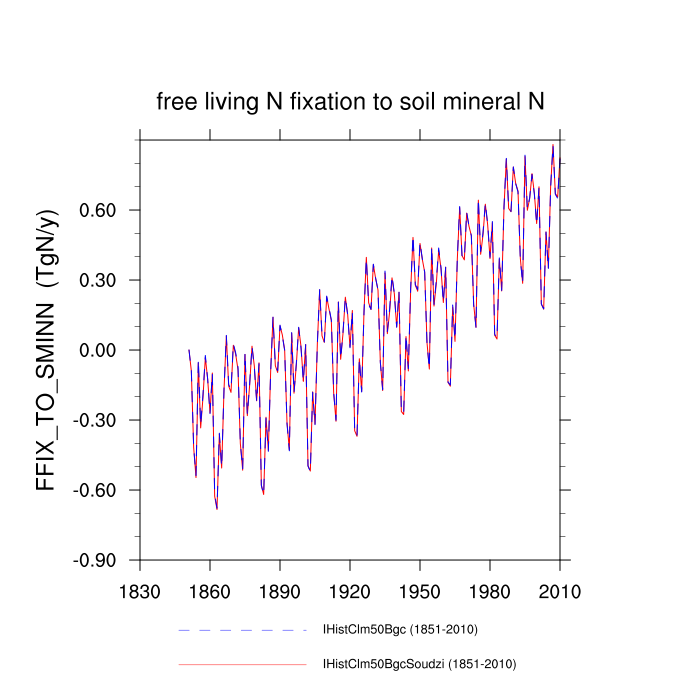 free living N fixation to soil mineral N
FFIX_TO_SMINN (TgN/y)
0.60
0.30
0.00
-0.30
-0.60
-0.90
1830 1860 1890 1920 1950 1980 2010
IHistClm50Bgc (1851-2010)
IHistClm50BgcSoudzi (1851-2010)